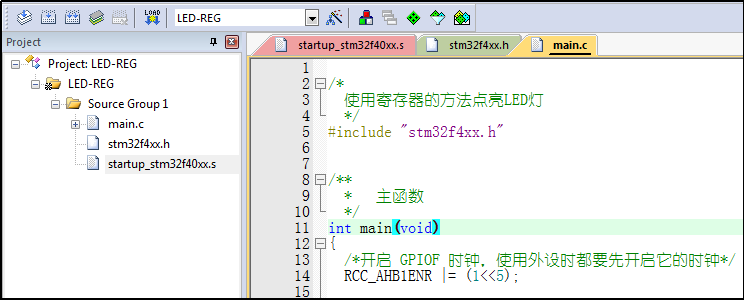 LOAD
LED-REG
Project
Project: LED-REG
LED-REG
Source Group 1
main.c
stm32f4xx.h
startup_stm32f40xx.s
startup_stm32f40xx.s
stm32f4xx.h
main.c
1
2 /*
3 使用寄存器的方法点亮LED灯
4 */
5 #include "stm32f4xx.h"
6
7
8 /**
9 * 主函数
10 */
11 int main(void)
12 {
13 /*开启 GPIOF 时钟，使用外设时都要先开启它的时钟*/
14 RCC_AHB1ENR |= (1<<5);
15